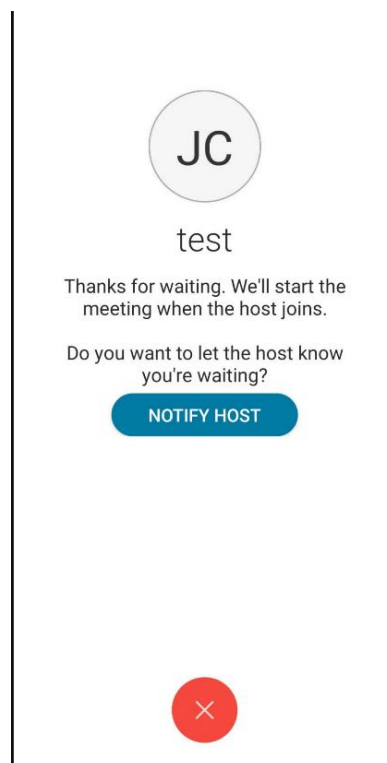 JC
test
Thanks for waiting. We'll start the
meeting when the host joins.
Do you want to let the host know
you're waiting?
NOTIFY HOST